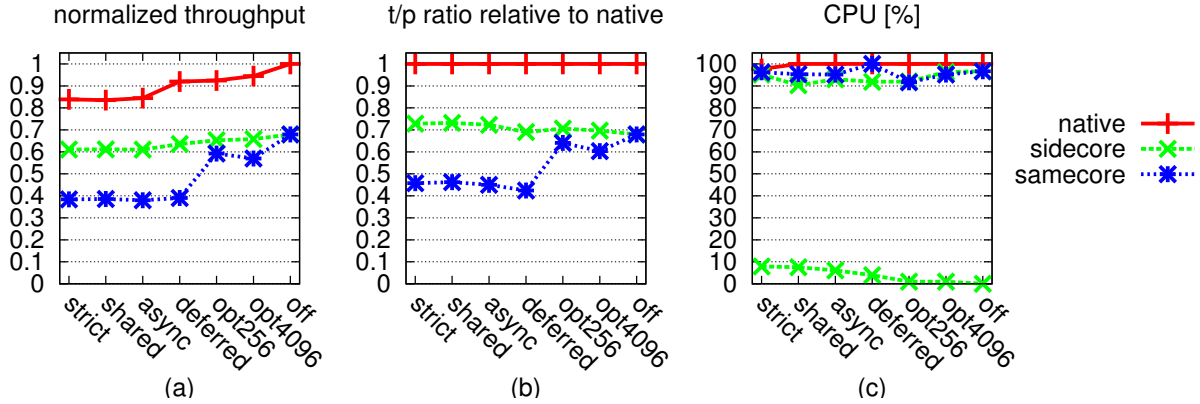 normalized throughput
1
0.9
0.8
0.7
0.6
0.5
0.4
0.3
0.2
0.1
0
strict
shared
async
deferred
opt256
opt4096
off
(a)
t/p ratio relative to native
1
0.9
0.8
0.7
0.6
0.5
0.4
0.3
0.2
0.1
0
strict
shared
async
deferred
opt256
opt4096
off
(b)
CPU [%]
100
90
80
70
60
50
40
30
20
10
0
strict
shared
async
deferred
opt256
opt4096
off
(c)
native
sidecore
samecore